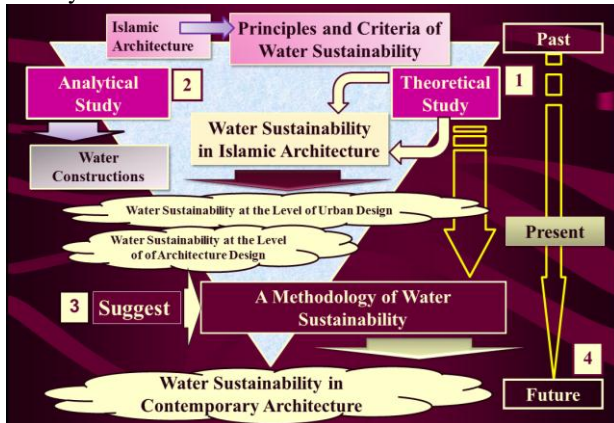 Islamic
Architecture
Principles and Criteria of
Water Sustainability
Past
Analytical
Study
2
Theoretical
Study
1
Water Sustainability
in Islamic Architecture
Water
Constructions
Water Sustainability at the Level of Urban Design
Water Sustainability at the Level
of of Architecture Design
Present
3
Suggest
A Methodology of Water
Sustainability
4
Water Sustainability in
Contemporary Architecture
Future